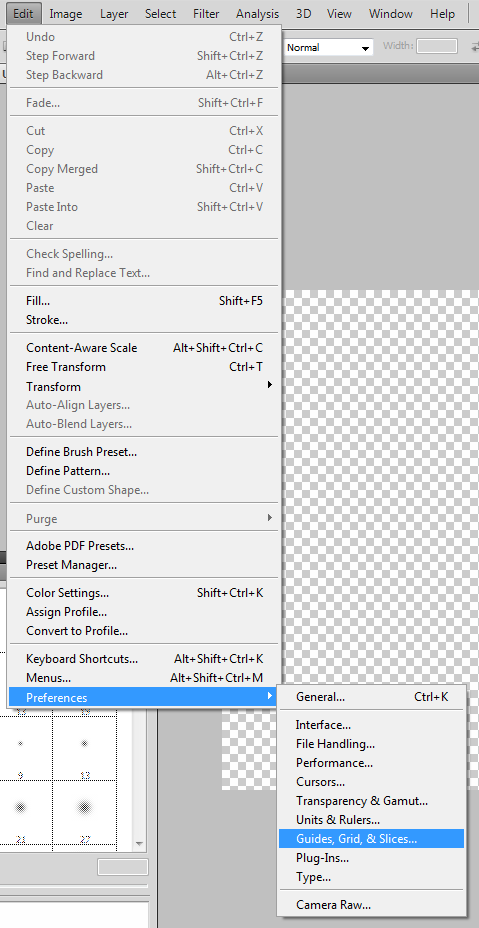 Edit Image Layer Select Filter Analysis 3D View Window Help
Normal Width:
Undo Ctrl+Z
Step Forward Shift+Ctrl+Z
Step Backward Alt+Ctrl+Z
Fade... Shift+Ctrl+F
Cut Ctrl+X
Copy Ctrl+C
Copy Merged Shift+Ctrl+C
Paste Ctrl+V
Paste Into Shift+Ctrl+V
Clear
Check Spelling...
Find and Replace Text...
Fill... Shift+F5
Stroke...
Content-Aware Scale Alt+Shift+Ctrl+C
Free Transform Ctrl+T
Transform
Auto-Align Layers...
Auto-Blend Layers...
Define Brush Preset...
Define Pattern...
Define Custom Shape...
Purge
Adobe PDF Presets...
Preset Manager...
Color Settings... Shift+Ctrl+K
Assign Profile...
Convert to Profile...
Keyboard Shortcuts... Alt+Shift+Ctrl+K
Menus... Alt+Shift+Ctrl+M
Preferences
General... Ctrl+K
Interface...
File Handling...
Performance...
Cursors...
Transparency & Gamut...
Units & Rulers...
Guides, Grid, & Slices...
Plug-Ins...
Type...
Camera Raw...
9 13
21 27